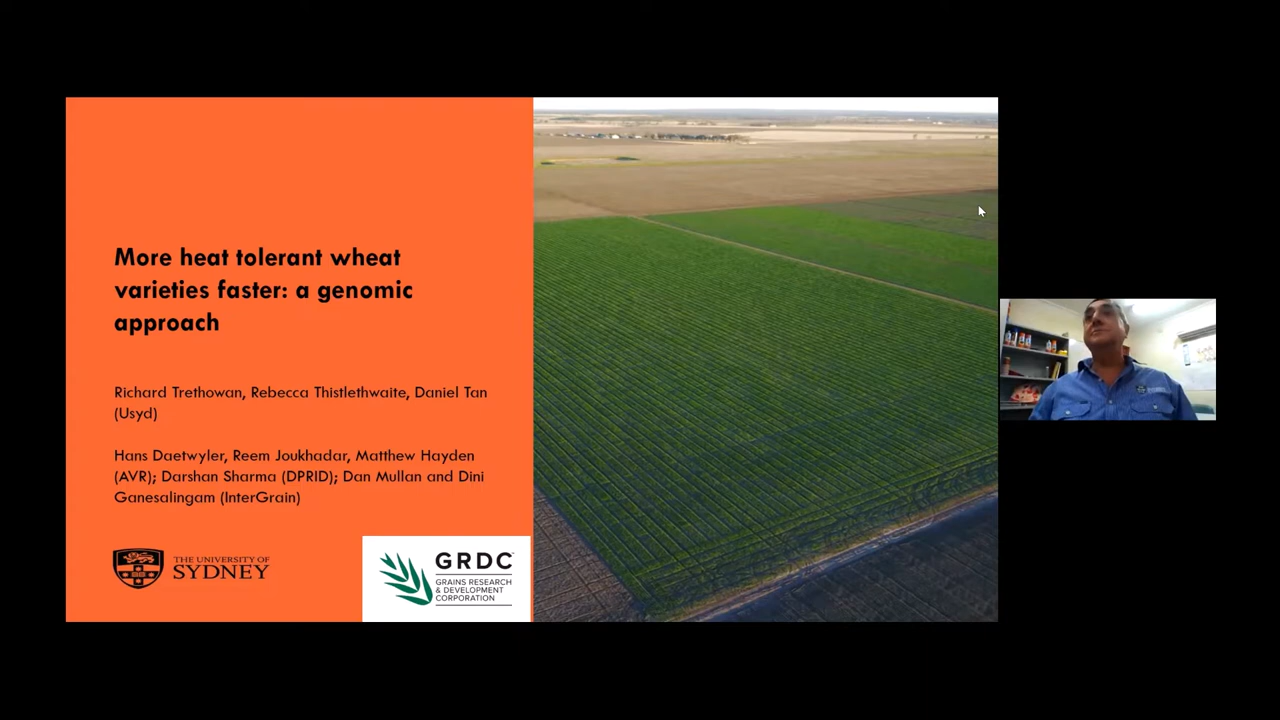 More heat tolerant wheat
varieties faster: a genomic
approach
Richard Trethowan, Rebecca Thistlethwaite, Daniel Tan
(Usyd)
Hans Daetwyler, Reem Joukhadar, Matthew Hayden
(AVR); Darshan Sharma (DPRID); Dan Mullan and Dini
Ganesalingam (InterGrain)
THE UNIVERSITY OF
SYDNEY
GRDC
GRAINS RESEARCH
& DEVELOPMENT
CORPORATION